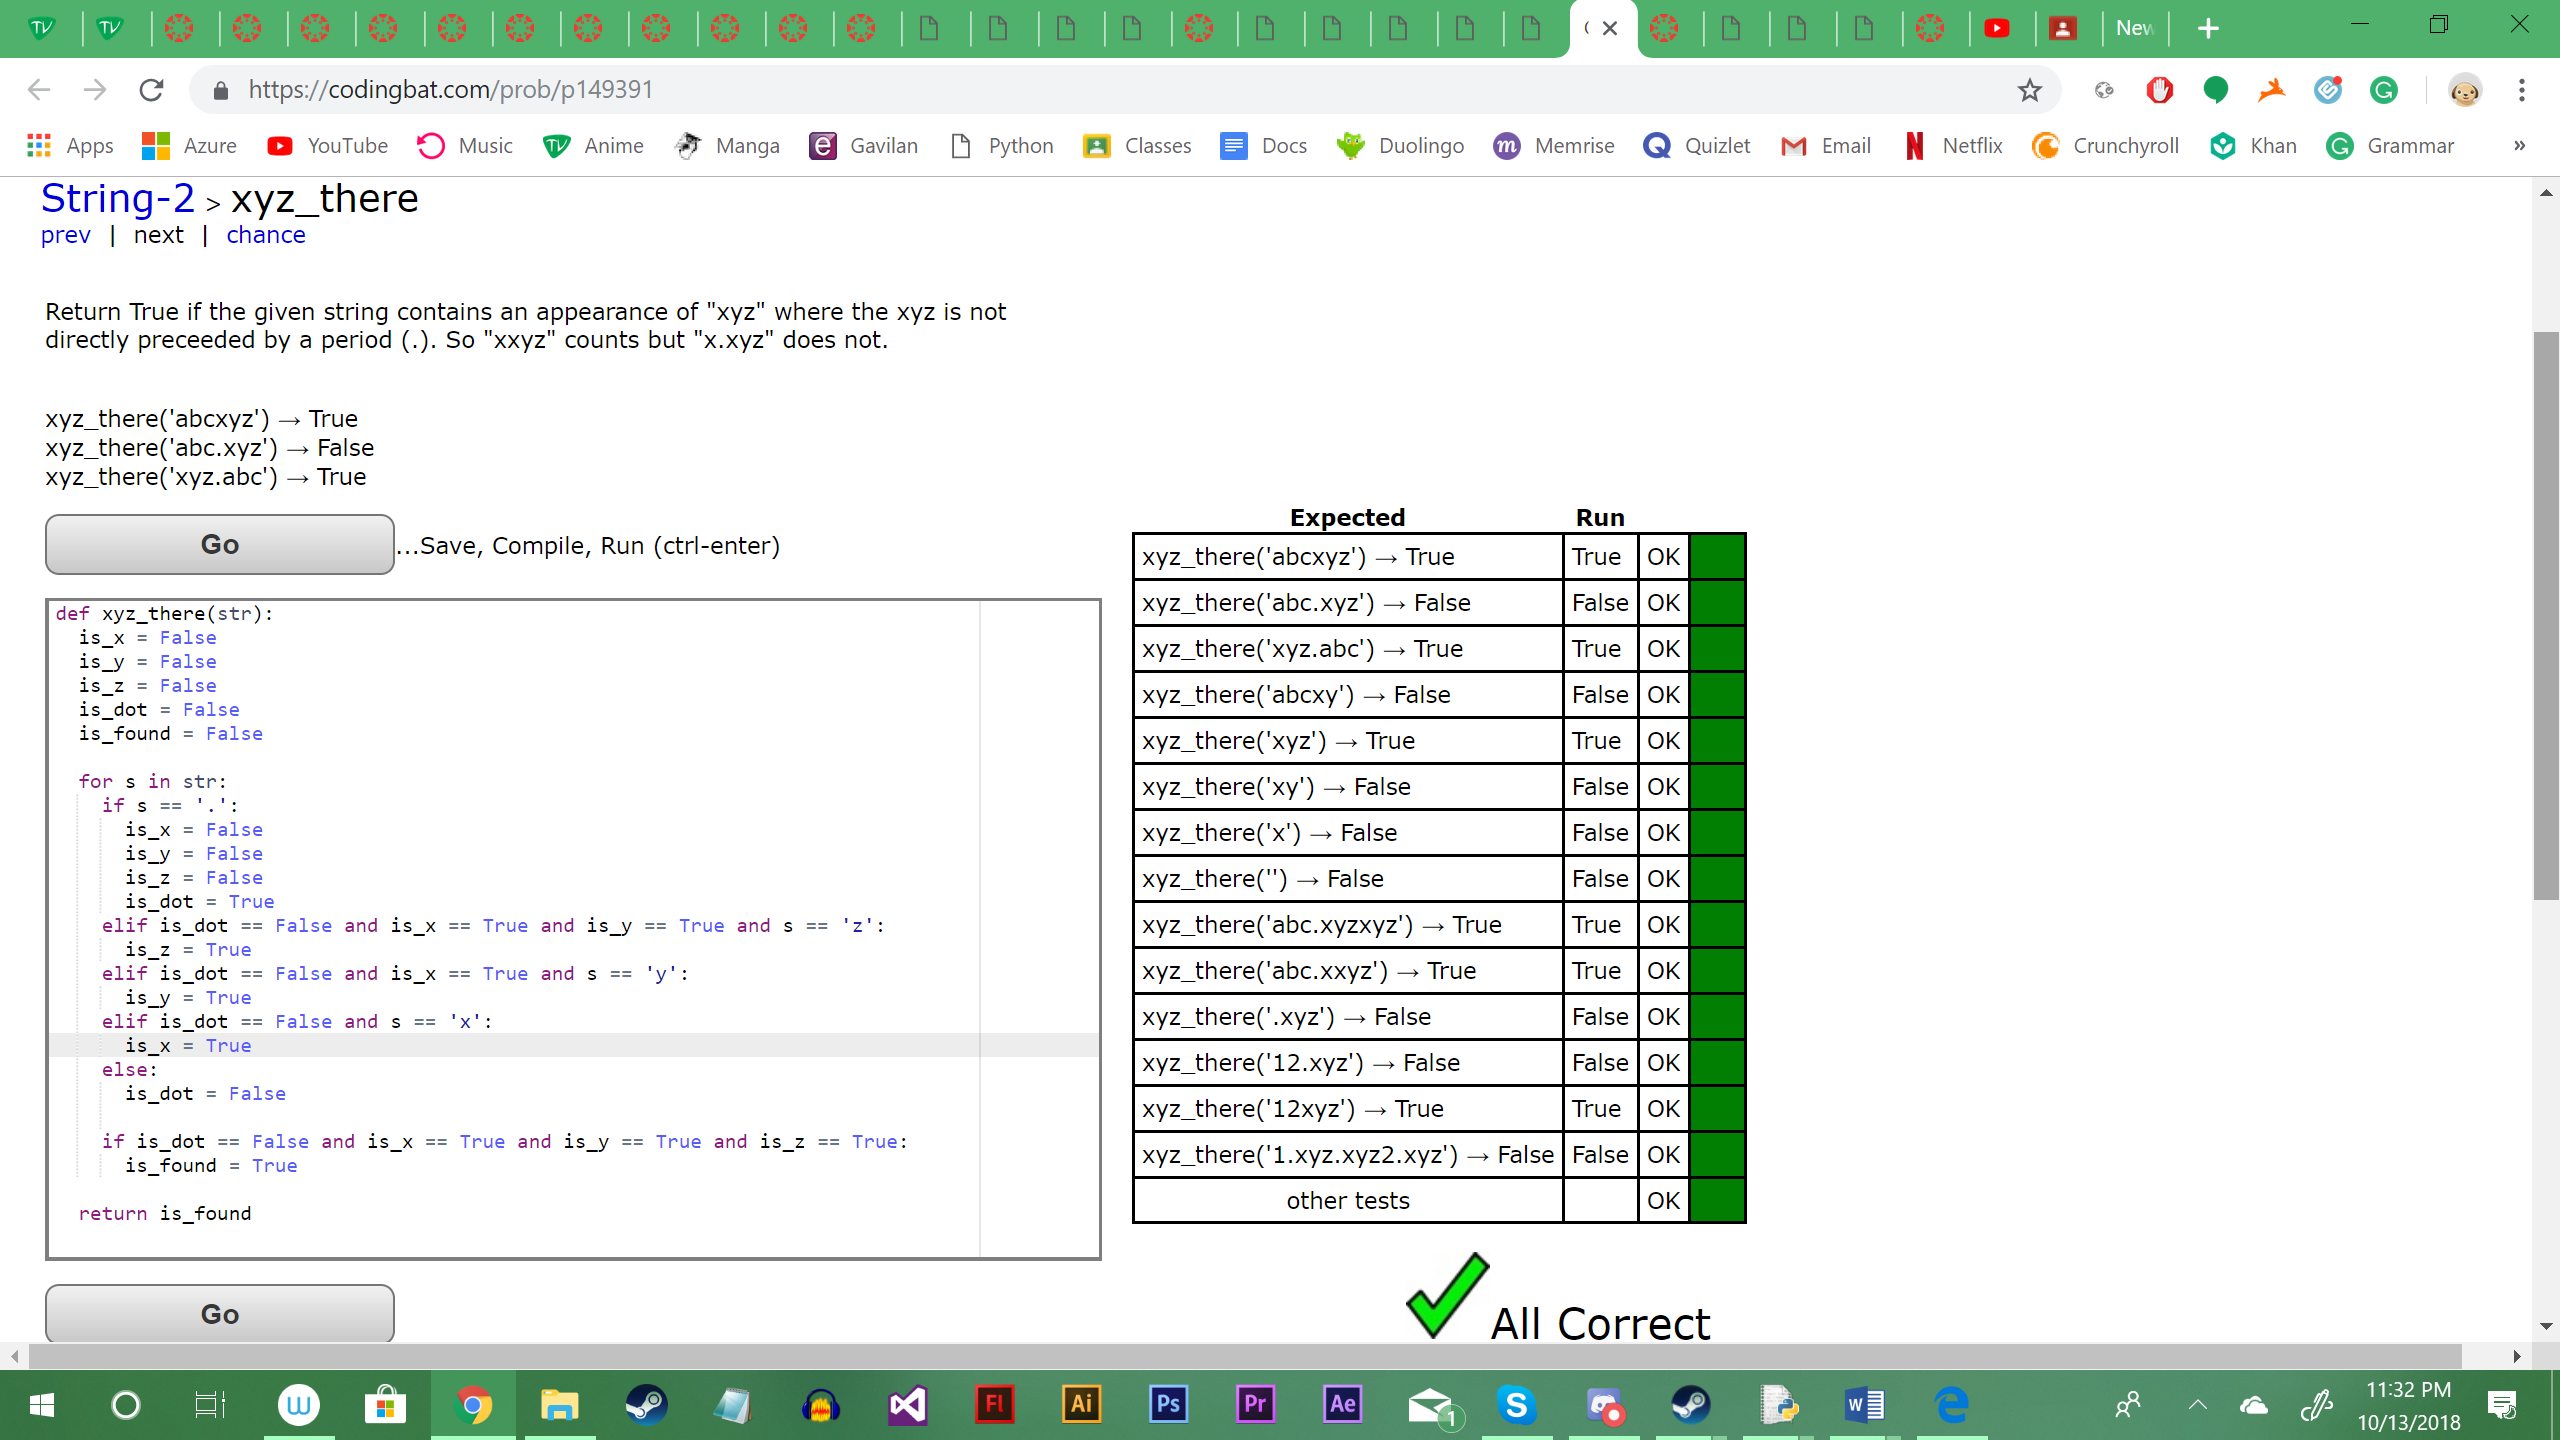 New
https://codingbat.com/prob/p149391
Apps Azure YouTube Music Anime Manga Gavilan Python Classes Docs Duolingo Memrise Quizlet Email Netflix Crunchyroll Khan Grammar »
String-2 > xyz_there
prev | next | chance
Return True if the given string contains an appearance of "xyz" where the xyz is not
directly preceeded by a period (.). So "xxyz" counts but "x.xyz" does not.
xyz_there('abcxyz') → True
xyz_there('abc.xyz') → False
xyz_there('xyz.abc') → True
Go ...Save, Compile, Run (ctrl-enter)
def xyz_there(str):
is_x = False
is_y = False
is_z = False
is_dot = False
is_found = False
for s in str:
if s == '.':
is_x = False
is_y = False
is_z = False
is_dot = True
elif is_dot == False and is_x == True and is_y == True and s == 'z':
is_z = True
elif is_dot == False and is_x == True and s == 'y':
is_y = True
elif is_dot == False and s == 'x':
is_x = True
else:
is_dot = False
if is_dot == False and is_x == True and is_y == True and is_z == True:
is_found = True
return is_found
Go
Expected Run
xyz_there('abcxyz') → True True OK
xyz_there('abc.xyz') → False False OK
xyz_there('xyz.abc') → True True OK
xyz_there('abcxy') → False False OK
xyz_there('xyz') → True True OK
xyz_there('xy') → False False OK
xyz_there('x') → False False OK
xyz_there('') → False False OK
xyz_there('abc.xyzxyz') → True True OK
xyz_there('abc.xxyz') → True True OK
xyz_there('.xyz') → False False OK
xyz_there('12.xyz') → False False OK
xyz_there('12xyz') → True True OK
xyz_there('1.xyz.xyz2.xyz') → False False OK
other tests OK
All Correct
Fl Ai Ps Pr Ae 1
11:32 PM
10/13/2018